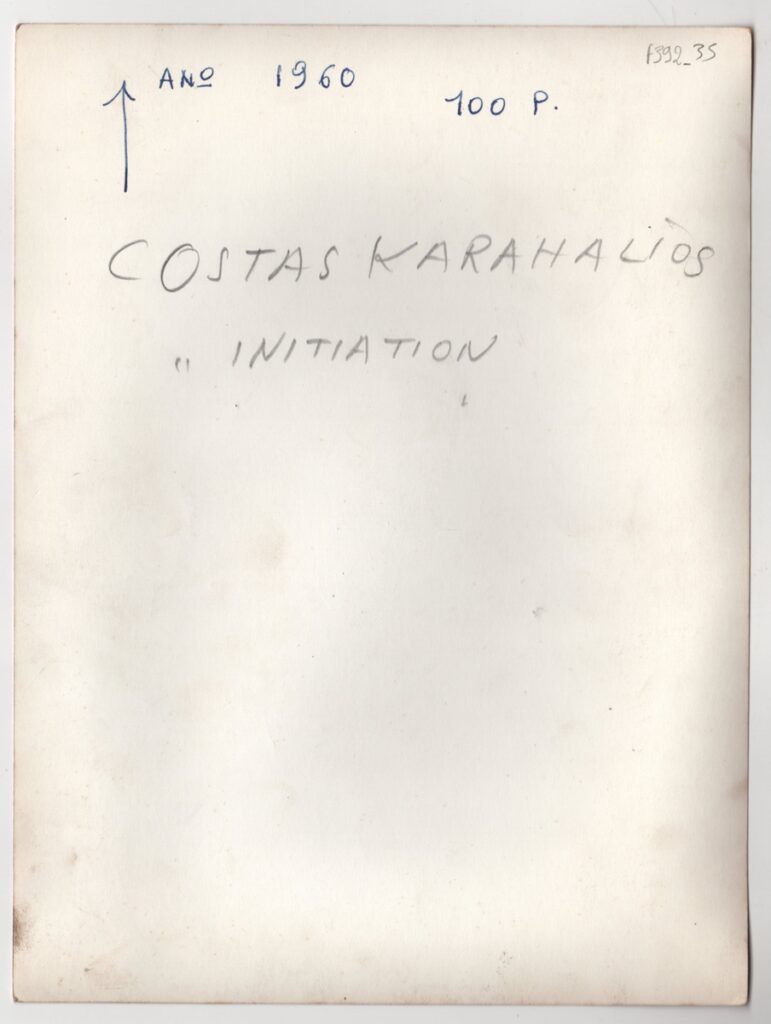 f392_35
ANº 1960
100 P.
COSTAS KARAHALIOS
" INITIATION